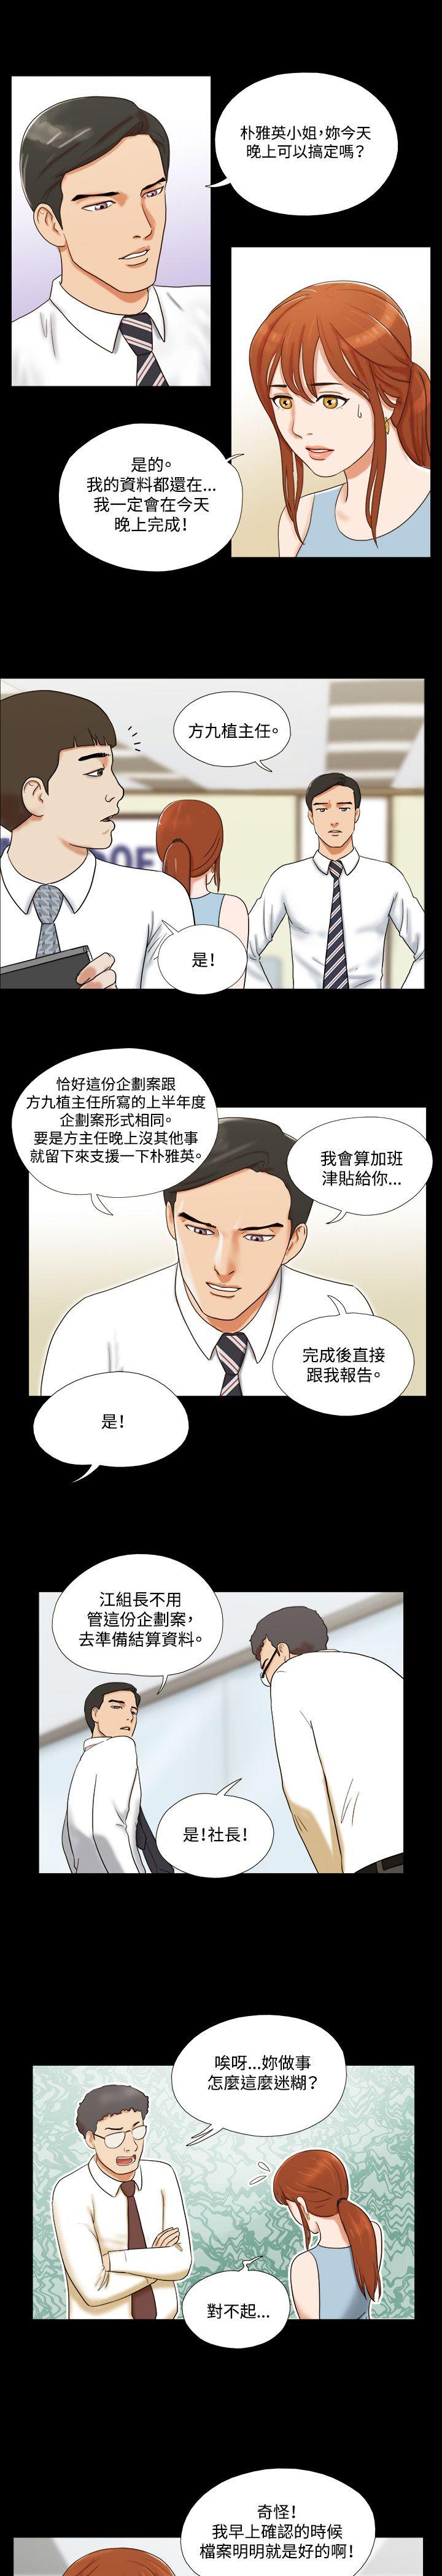 朴雅英小姐，妳今天
晚上可以搞定嗎？
是的。
我的資料都還在…
我一定會在今天
晚上完成！
方九植主任。
是！
恰好這份企劃案跟
方九植主任所寫的上半年度
企劃案形式相同。
要是方主任晚上沒其他事
就留下來支援一下朴雅英。
我會算加班
津貼給你…
完成後直接
跟我報告。
是！
江組長不用
管這份企劃案，
去準備結算資料。
是！社長！
唉呀…妳做事
怎麼這麼迷糊？
對不起…
奇怪！
我早上確認的時候
檔案明明就是好的啊！